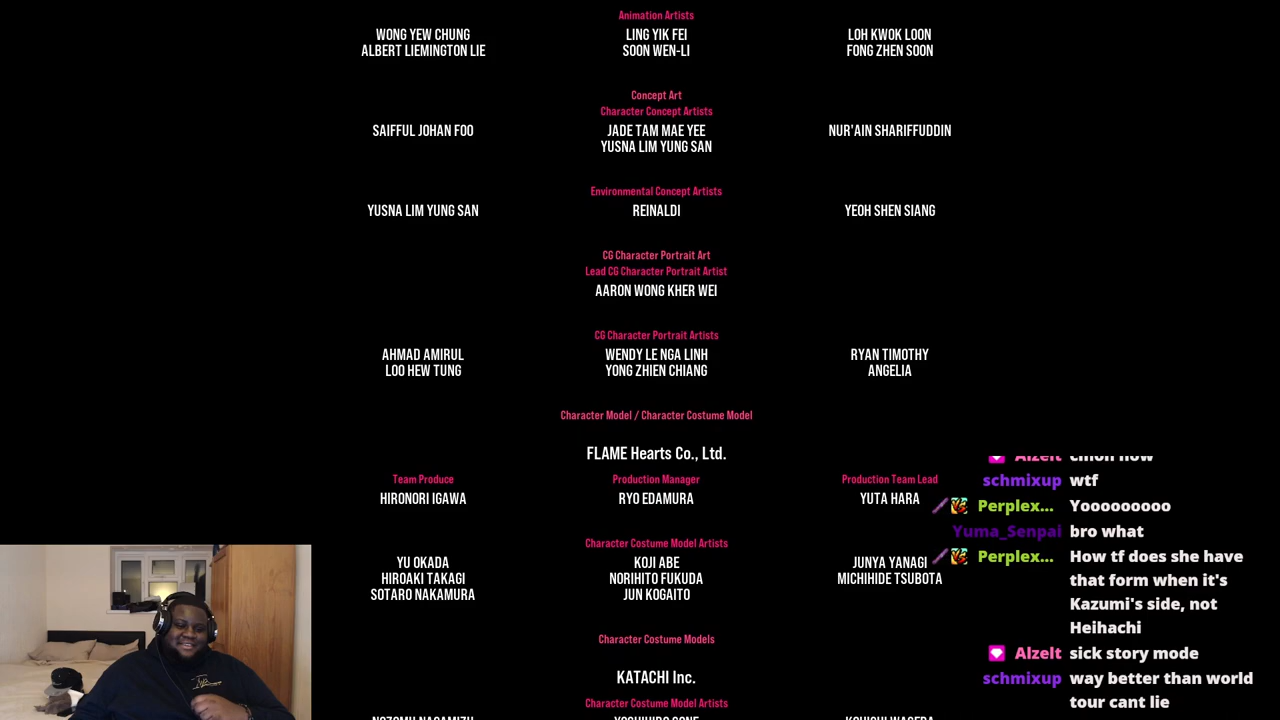 Animation Artists
WONG YEW CHUNG LING YIK FEI LOH KWOK LOON
ALBERT LIEMINGTON LIE SOON WEN-LI FONG ZHEN SOON
Concept Art
Character Concept Artists
SAIFFUL JOHAN FOO JADE TAM MAE YEE NUR'AIN SHARIFFUDDIN
YUSNA LIM YUNG SAN
Environmental Concept Artists
YUSNA LIM YUNG SAN REINALDI YEOH SHEN SIANG
CG Character Portrait Art
Lead CG Character Portrait Artist
AARON WONG KHER WEI
CG Character Portrait Artists
AHMAD AMIRUL WENDY LE NGA LINH RYAN TIMOTHY
LOO HEW TUNG YONG ZHIEN CHIANG ANGELIA
Character Model / Character Costume Model
FLAME Hearts Co., Ltd.
Team Produce Production Manager Production Team Lead
HIRONORI IGAWA RYO EDAMURA YUTA HARA
Character Costume Model Artists
YU OKADA KOJI ABE JUNYA YANAGI
HIROAKI TAKAGI NORIHITO FUKUDA MICHIHIDE TSUBOTA
SOTARO NAKAMURA JUN KOGAITO
Character Costume Models
KATACHI Inc.
Character Costume Model Artists
Alzelt
schmixup wtf
Perplex... Yooooooooo
Yuma_Senpai bro what
Perplex... How tf does she have
that form when it's
Kazumi's side, not
Heihachi
Alzelt sick story mode
schmixup way better than world
tour cant lie